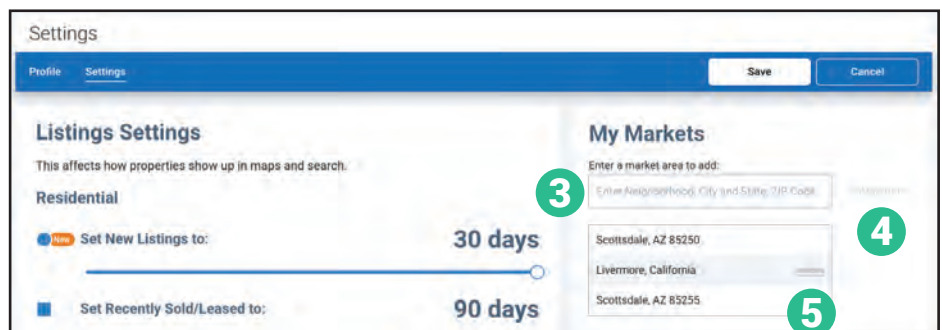 Settings
Profile Settings Save Cancel
Listings Settings
This affects how properties show up in maps and search.
Residential
New Set New Listings to: 30 days
Set Recently Sold/Leased to: 90 days
My Markets
Enter a market area to add:
3 Enter Neighborhood, City and State, ZIP Code
4
Scottsdale, AZ 85250
Livermore, California
Scottsdale, AZ 85255
5